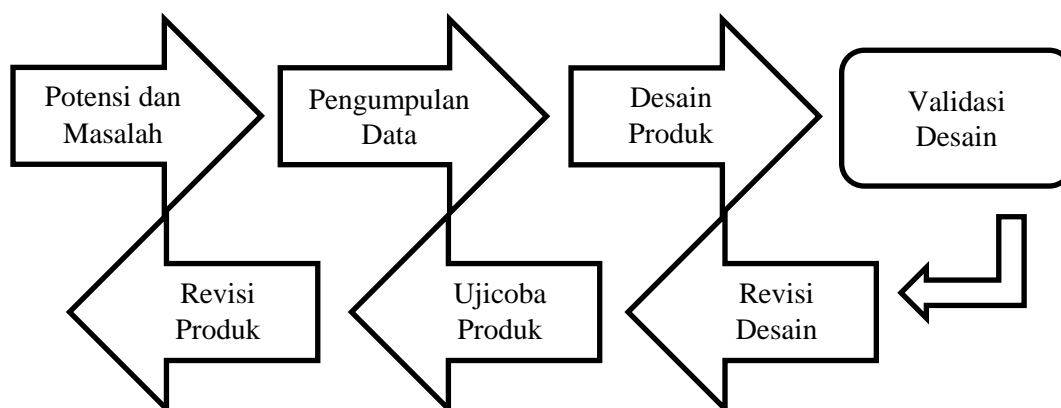 Potensi dan
Masalah
Pengumpulan
Data
Desain
Produk
Validasi
Desain
Revisi
Desain
Ujicoba
Produk
Revisi
Produk